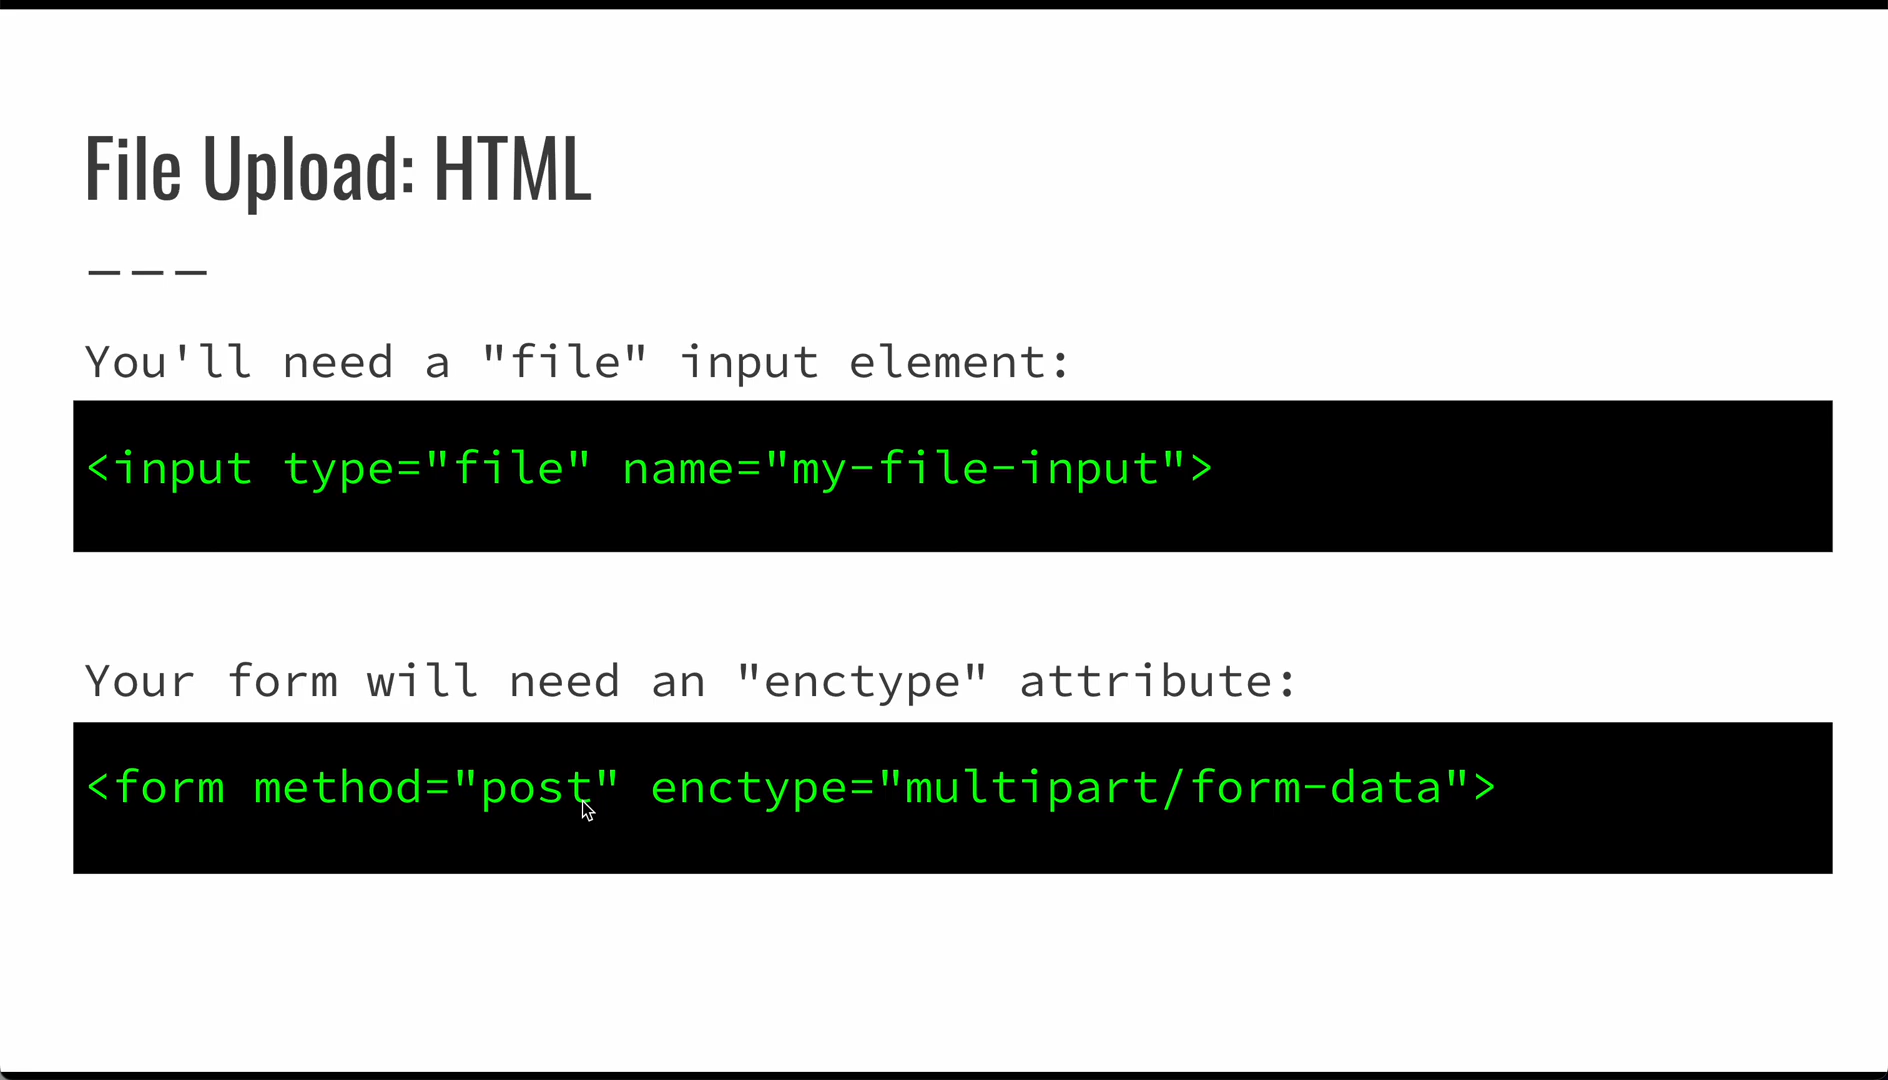 File Upload: HTML
———
You'll need a "file" input element:
<input type="file" name="my-file-input">
Your form will need an "enctype" attribute:
<form method="post" enctype="multipart/form-data">